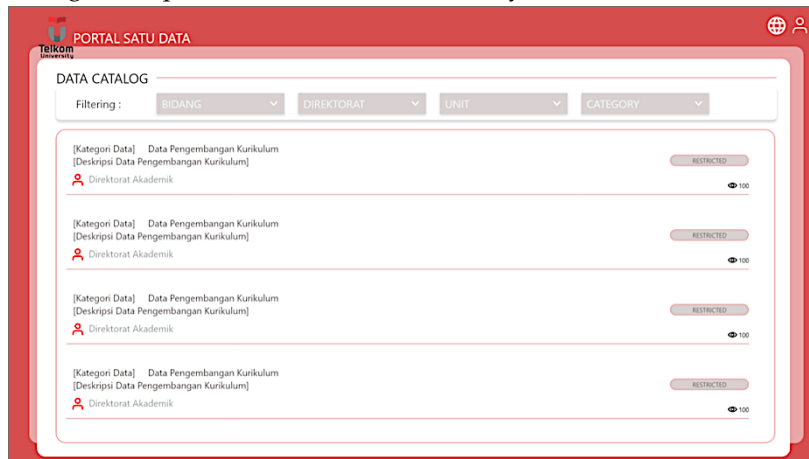 PORTAL SATU DATA
Telkom
University
DATA CATALOG
Filtering : BIDANG DIREKTORAT UNIT CATEGORY
[Kategori Data] Data Pengembangan Kurikulum
[Deskripsi Data Pengembangan Kurikulum]
RESTRICTED
Direktorat Akademik
100
[Kategori Data] Data Pengembangan Kurikulum
[Deskripsi Data Pengembangan Kurikulum]
RESTRICTED
Direktorat Akademik
100
[Kategori Data] Data Pengembangan Kurikulum
[Deskripsi Data Pengembangan Kurikulum]
RESTRICTED
Direktorat Akademik
100
[Kategori Data] Data Pengembangan Kurikulum
[Deskripsi Data Pengembangan Kurikulum]
RESTRICTED
Direktorat Akademik
100